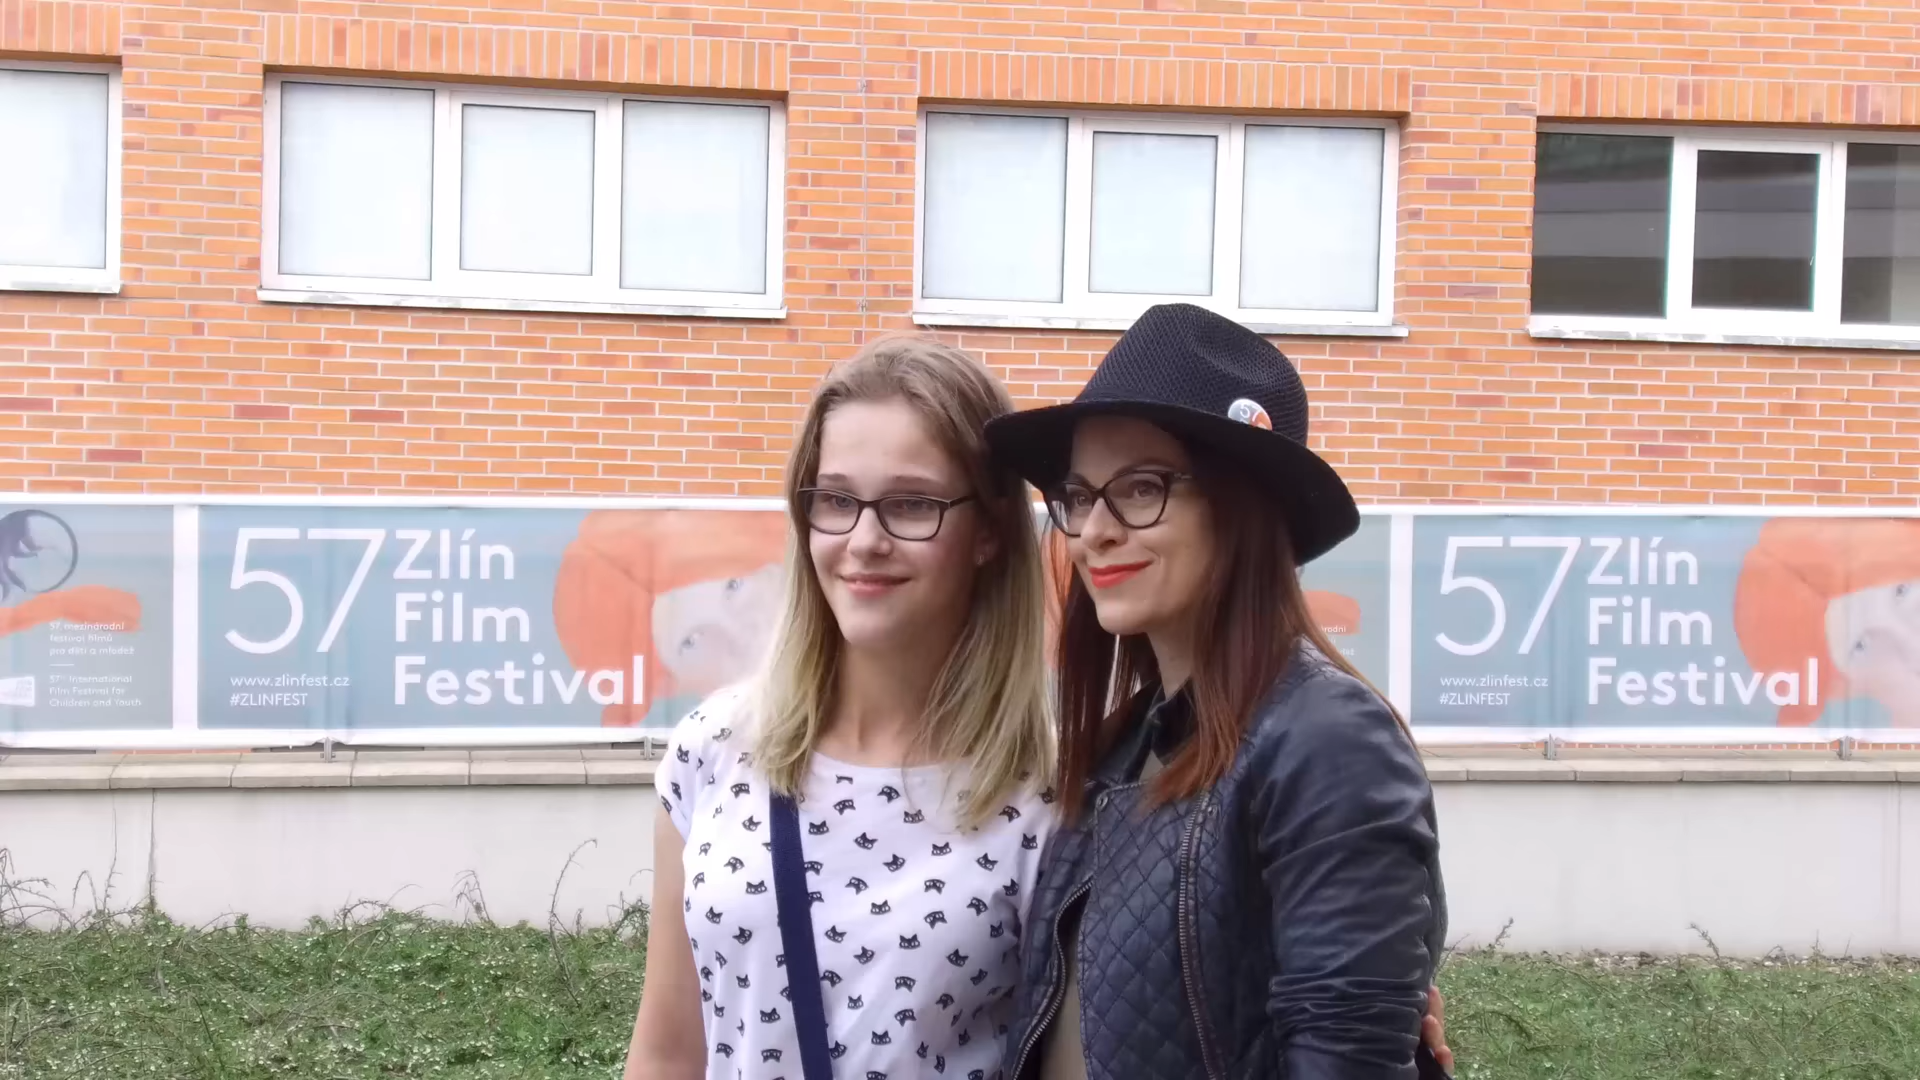 57 mezinárodní
festival filmů
pro děti a mládež
57th International
Film Festival for
Children and Youth
57
Zlín
Film
Festival
www.zlinfest.cz
#ZLINFEST
57
57
Zlín
Film
Festival
www.zlinfest.cz
#ZLINFEST